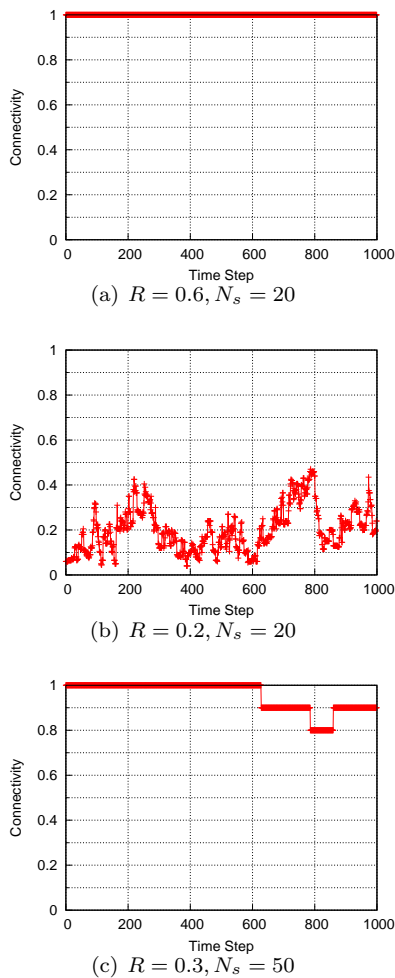 1
0.8
0.6
0.4
0.2
0
Connectivity
0 200 400 600 800 1000
Time Step
(a) R = 0.6, N_s = 20
1
0.8
0.6
0.4
0.2
0
Connectivity
0 200 400 600 800 1000
Time Step
(b) R = 0.2, N_s = 20
1
0.8
0.6
0.4
0.2
0
Connectivity
0 200 400 600 800 1000
Time Step
(c) R = 0.3, N_s = 50